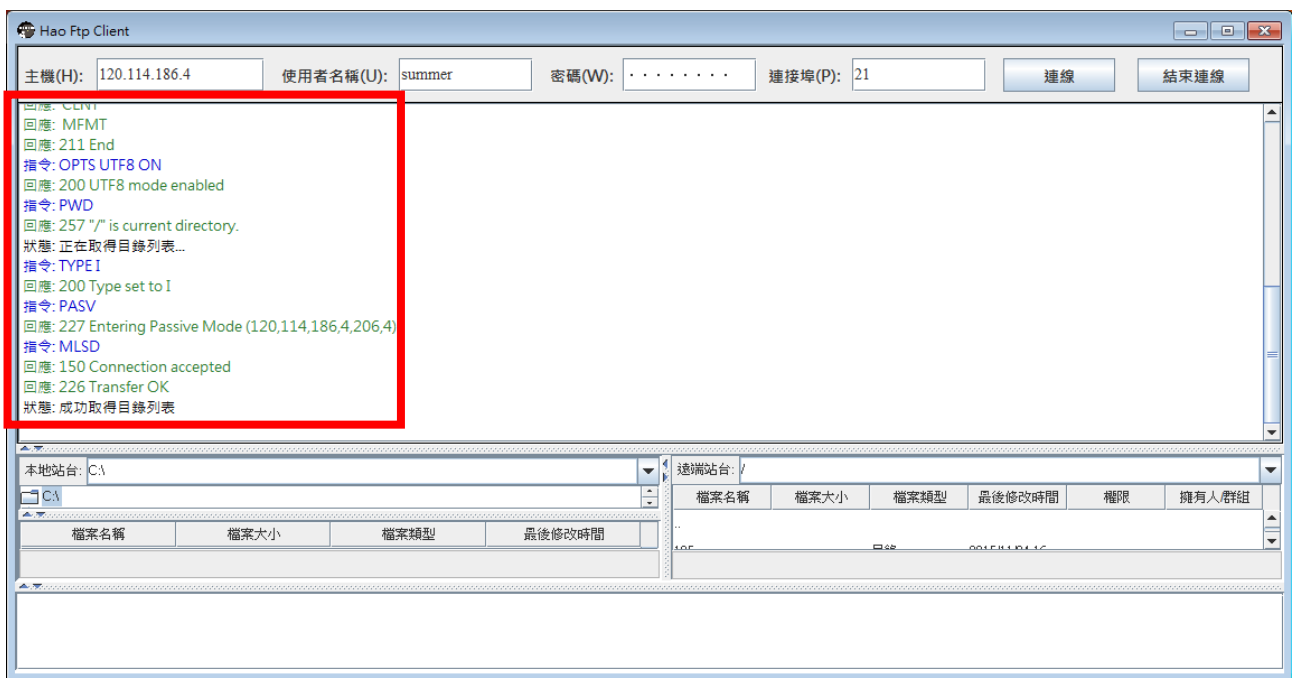 Hao Ftp Client
主機(H): 120.114.186.4 使用者名稱(U): summer 密碼(W): ········ 連接埠(P): 21 連線 結束連線
回應: CLNT
回應: MFMT
回應: 211 End
指令: OPTS UTF8 ON
回應: 200 UTF8 mode enabled
指令: PWD
回應: 257 "/" is current directory.
狀態: 正在取得目錄列表...
指令: TYPE I
回應: 200 Type set to I
指令: PASV
回應: 227 Entering Passive Mode (120,114,186,4,206,4)
指令: MLSD
回應: 150 Connection accepted
回應: 226 Transfer OK
狀態: 成功取得目錄列表
本地站台: C:\
C:\
檔案名稱 檔案大小 檔案類型 最後修改時間
遠端站台: /
檔案名稱 檔案大小 檔案類型 最後修改時間 權限 擁有人/群組
..
目錄